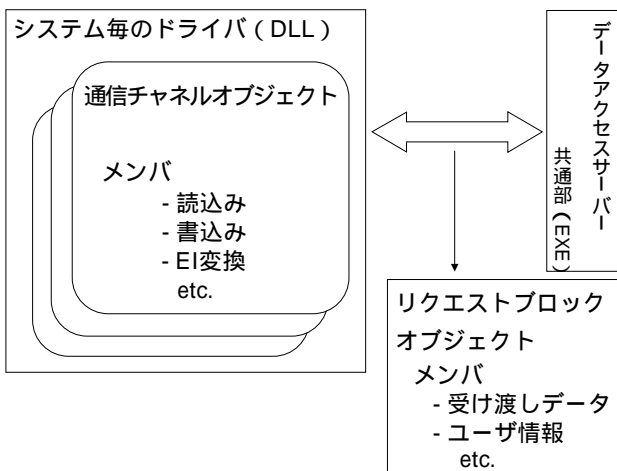 システム毎のドライバ（DLL）
通信チャネルオブジェクト
メンバ
- 読込み
- 書込み
- EI変換
etc.
データアクセスサーバー
共通部（EXE）
リクエストブロック
オブジェクト
メンバ
- 受け渡しデータ
- ユーザ情報
etc.